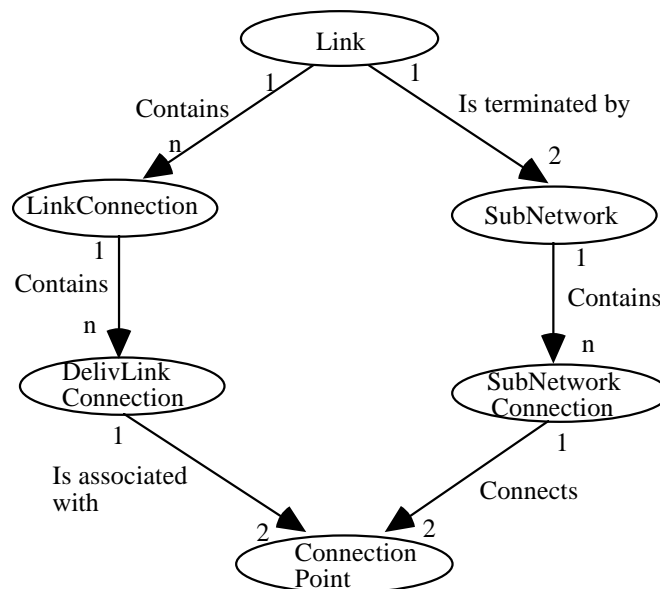 Link
1
1
Contains
Is terminated by
n
2
LinkConnection
SubNetwork
1
1
Contains
Contains
n
n
DelivLink
Connection
SubNetwork
Connection
1
1
Is associated
with
Connects
2
2
Connection
Point